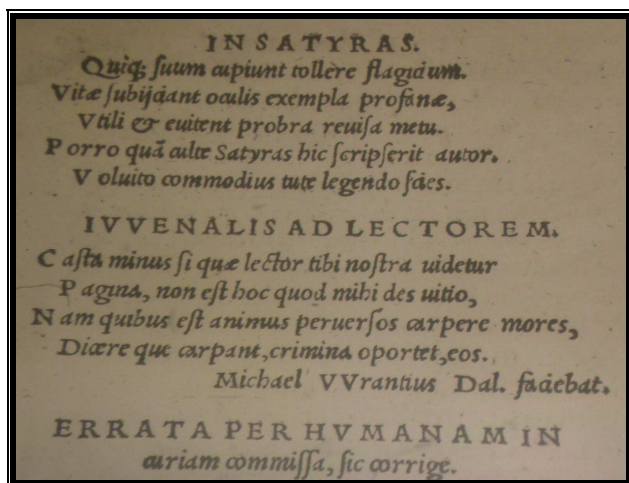 IN SATYRAS.
Quiq; ſuum cupiunt tollere flagicium.
Vitæ ſubijciant oculis exempla profanæ,
Vtili & euitent probra reuiſa metu.
Porro quã culte Satyras hic ſcripſerit autor.
Voluito commodius tute legendo ſcies.
IVVENALIS AD LECTOREM.
Caſta minus ſi quæ lector tibi noſtra uidetur
Pagina, non eſt hoc quod mihi des uitio,
Nam quibus eſt animus peruerſos carpere mores,
Dicere que carpant, crimina oportet, eos.
Michael VVrantius Dal. faciebat.
ERRATA PER HVMANAM IN
curiam commiſſa, ſic corrige.